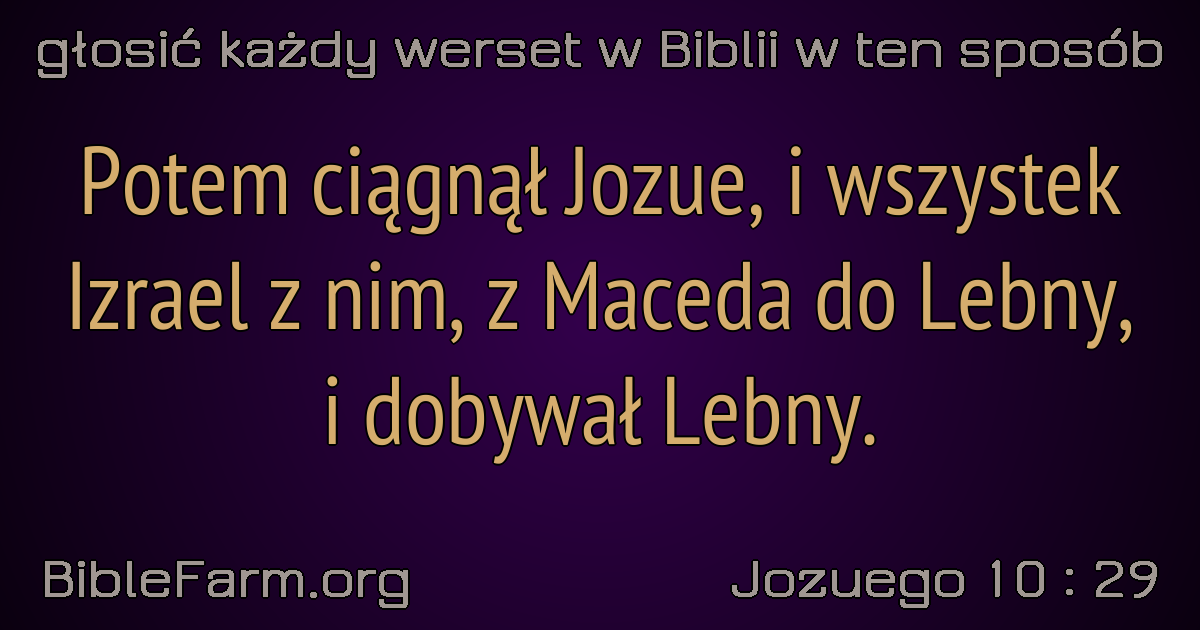 głosić każdy werset w Biblii w ten sposób
Potem ciągnął Jozue, i wszystek
Izrael z nim, z Maceda do Lebny,
i dobywał Lebny.
BibleFarm.org
Jozuego 10 : 29